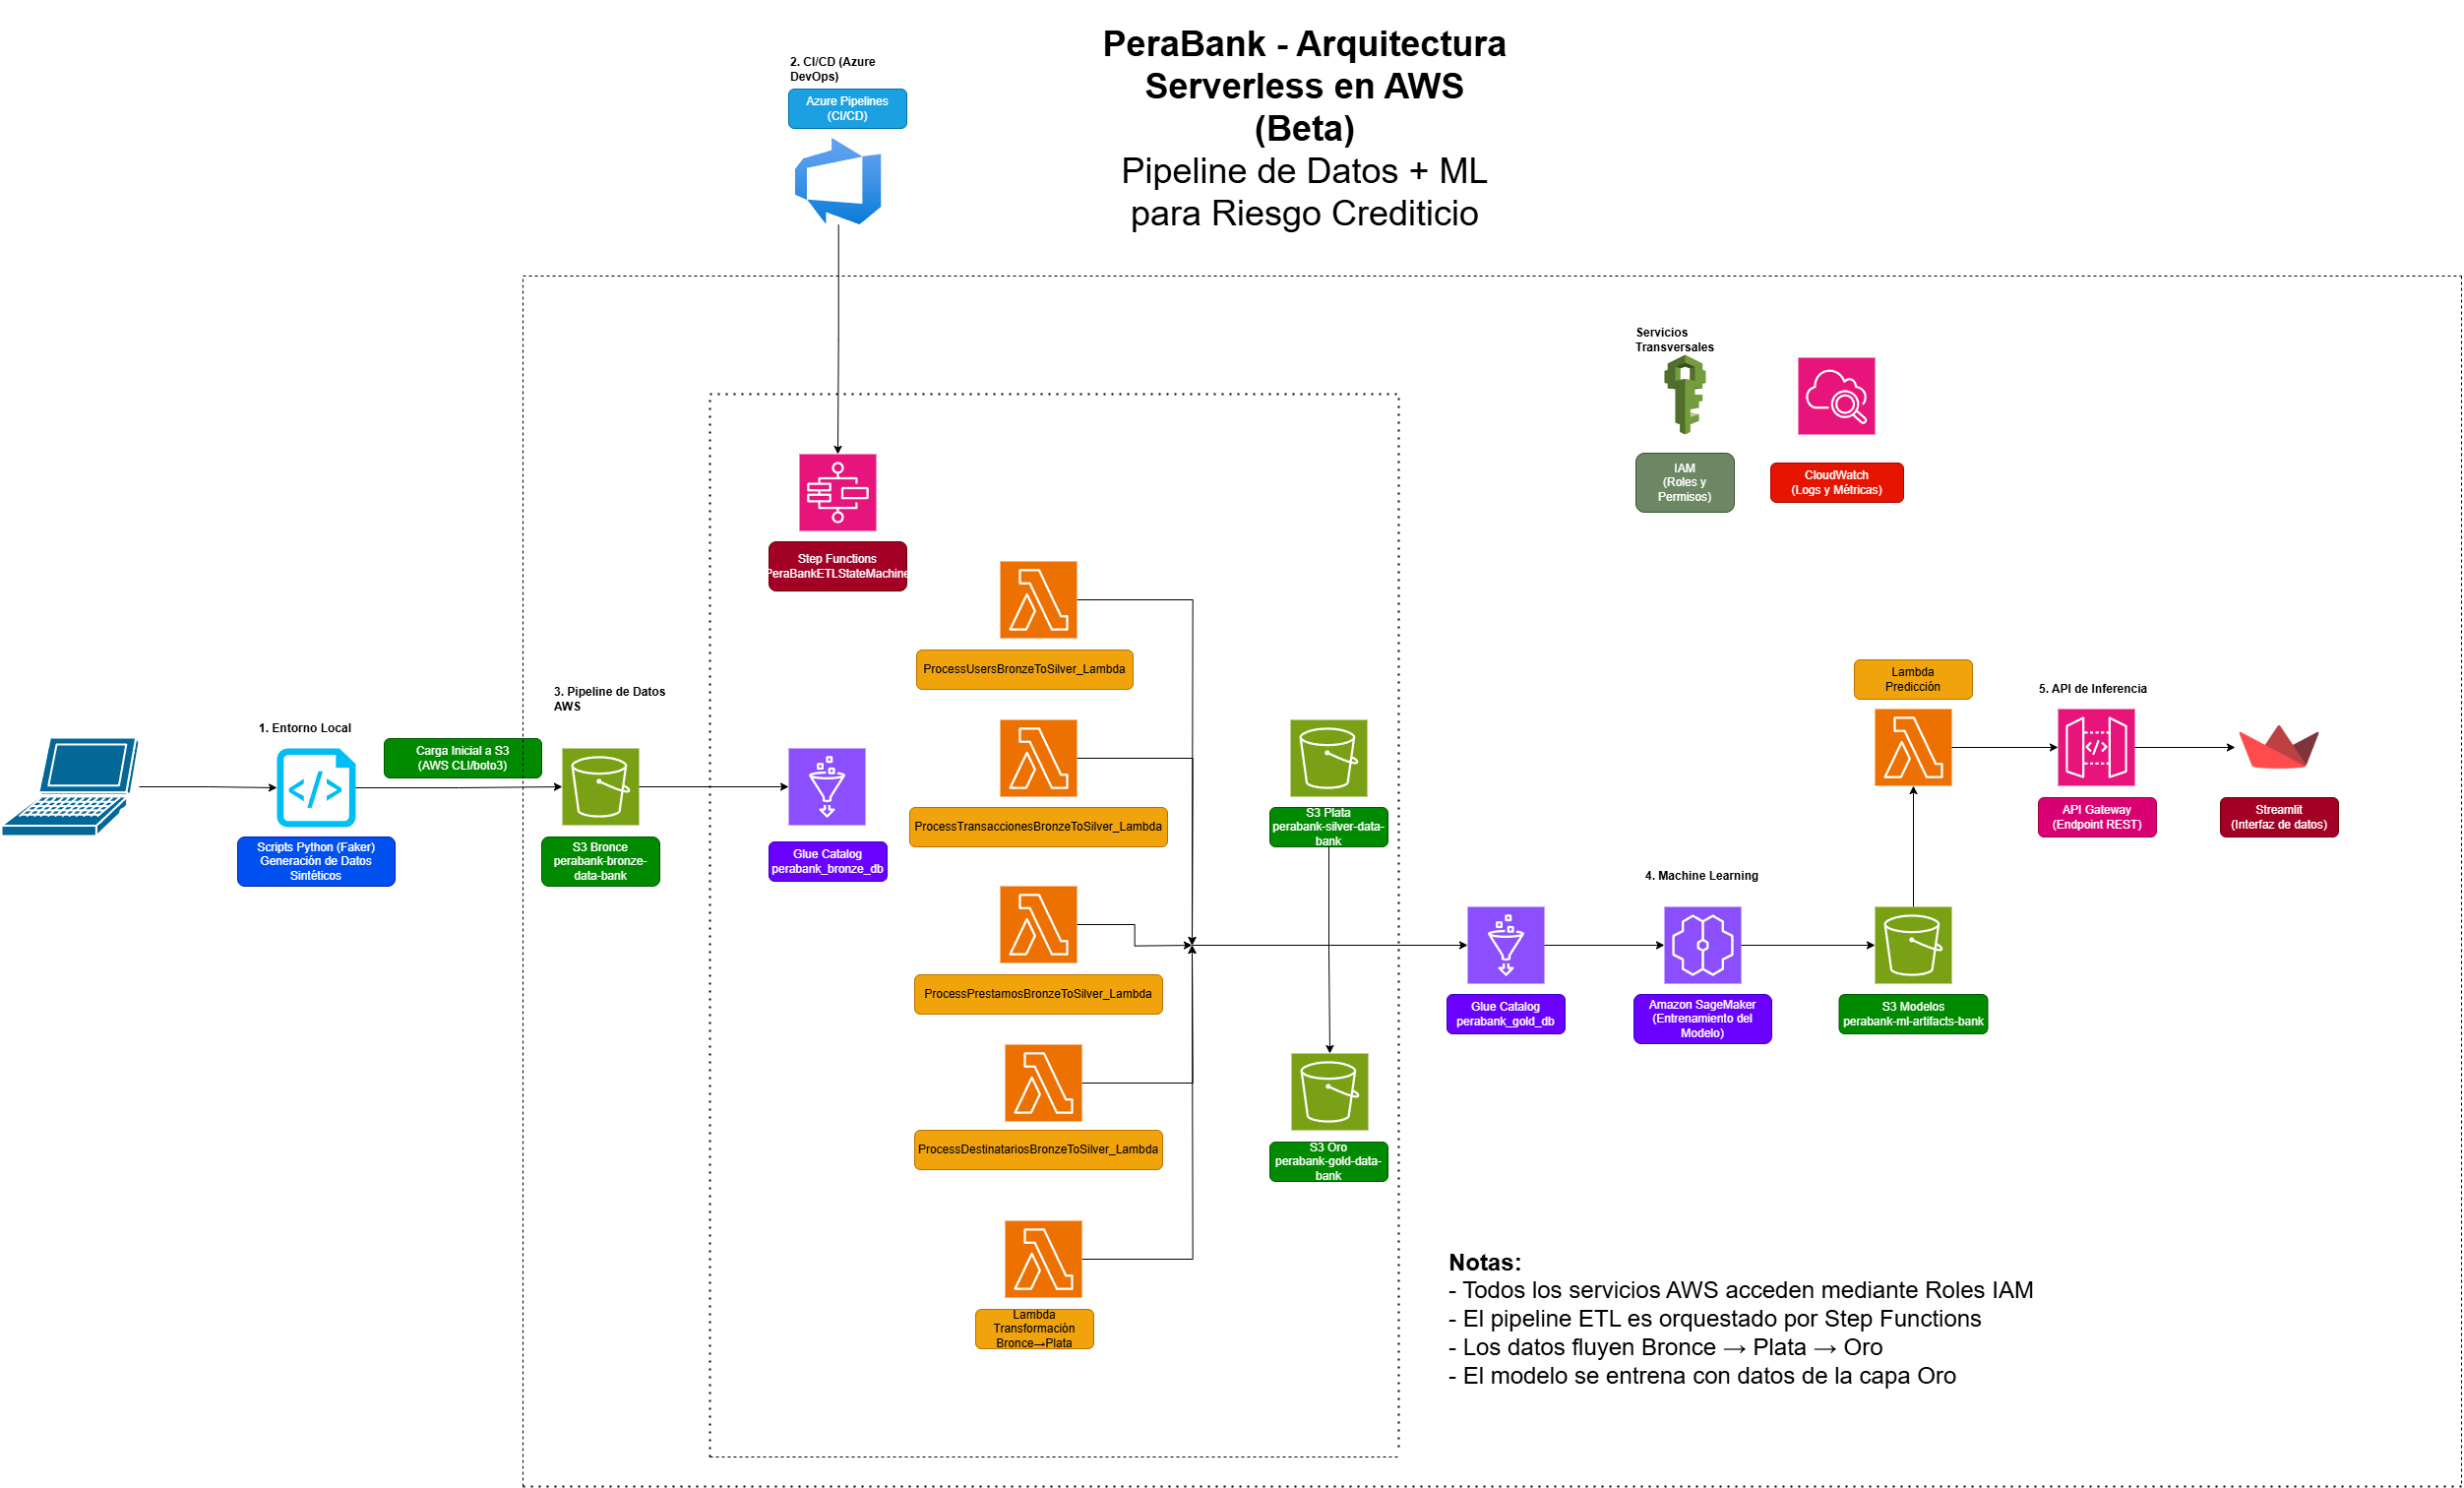 PeraBank - Arquitectura
Serverless en AWS
(Beta)
Pipeline de Datos + ML
para Riesgo Crediticio
2. CI/CD (Azure
DevOps)
Azure Pipelines
(CI/CD)
Servicios
Transversales
IAM
(Roles y
Permisos)
CloudWatch
(Logs y Métricas)
Step Functions
PeraBankETLStateMachine
ProcessUsersBronzeToSilver_Lambda
1. Entorno Local
Carga Inicial a S3
(AWS CLI/boto3)
Scripts Python (Faker)
Generación de Datos
Sintéticos
3. Pipeline de Datos
AWS
S3 Bronce
perabank-bronze-
data-bank
Glue Catalog
perabank_bronze_db
ProcessTransaccionesBronzeToSilver_Lambda
S3 Plata
perabank-silver-data-
bank
ProcessPrestamosBronzeToSilver_Lambda
ProcessDestinatariosBronzeToSilver_Lambda
S3 Oro
perabank-gold-data-
bank
Lambda
Transformación
Bronce→Plata
Glue Catalog
perabank_gold_db
4. Machine Learning
Amazon SageMaker
(Entrenamiento del
Modelo)
S3 Modelos
perabank-ml-artifacts-bank
Lambda
Predicción
5. API de Inferencia
API Gateway
(Endpoint REST)
Streamlit
(Interfaz de datos)
Notas:
- Todos los servicios AWS acceden mediante Roles IAM
- El pipeline ETL es orquestado por Step Functions
- Los datos fluyen Bronce → Plata → Oro
- El modelo se entrena con datos de la capa Oro